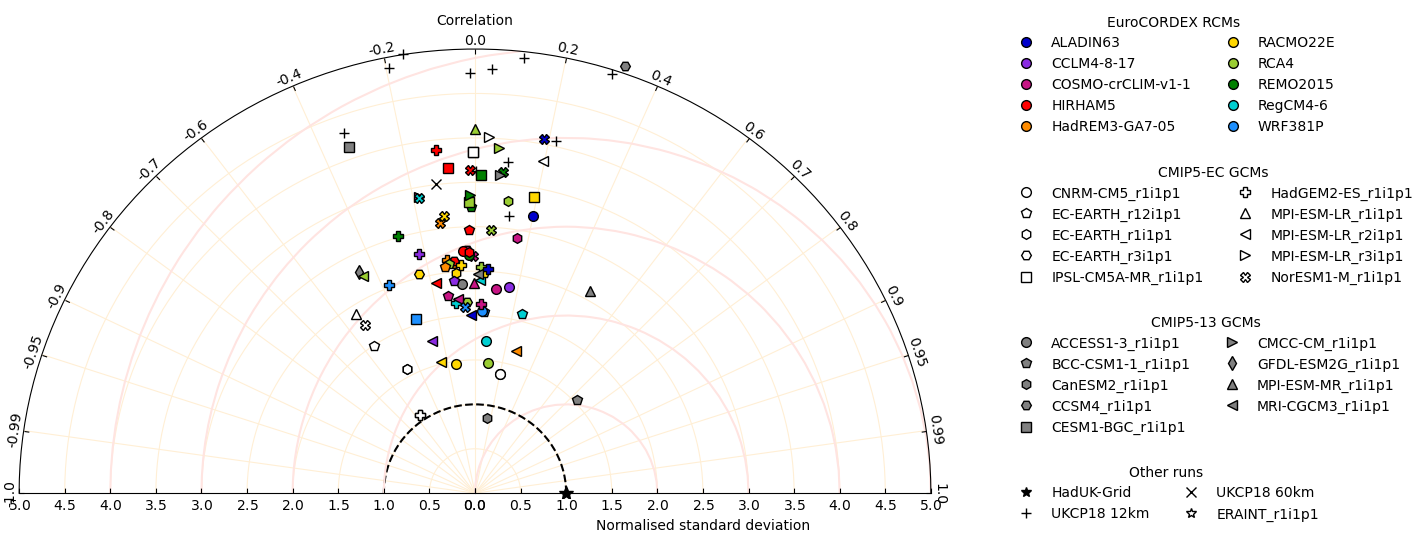 Correlation
0.0
-0.2
0.2
-0.4
0.4
-0.6
0.6
-0.7
0.7
-0.8
0.8
-0.9
0.9
-0.95
0.95
-0.99
0.99
-1.0
1.0
5.0 4.5 4.0 3.5 3.0 2.5 2.0 1.5 1.0 0.5 0.0 0.5 1.0 1.5 2.0 2.5 3.0 3.5 4.0 4.5 5.0
Normalised standard deviation
EuroCORDEX RCMs
ALADIN63 RACMO22E
CCLM4-8-17 RCA4
COSMO-crCLIM-v1-1 REMO2015
HIRHAM5 RegCM4-6
HadREM3-GA7-05 WRF381P
CMIP5-EC GCMs
CNRM-CM5_r1i1p1 HadGEM2-ES_r1i1p1
EC-EARTH_r12i1p1 MPI-ESM-LR_r1i1p1
EC-EARTH_r1i1p1 MPI-ESM-LR_r2i1p1
EC-EARTH_r3i1p1 MPI-ESM-LR_r3i1p1
IPSL-CM5A-MR_r1i1p1 NorESM1-M_r1i1p1
CMIP5-13 GCMs
ACCESS1-3_r1i1p1 CMCC-CM_r1i1p1
BCC-CSM1-1_r1i1p1 GFDL-ESM2G_r1i1p1
CanESM2_r1i1p1 MPI-ESM-MR_r1i1p1
CCSM4_r1i1p1 MRI-CGCM3_r1i1p1
CESM1-BGC_r1i1p1
Other runs
HadUK-Grid UKCP18 60km
UKCP18 12km ERAINT_r1i1p1